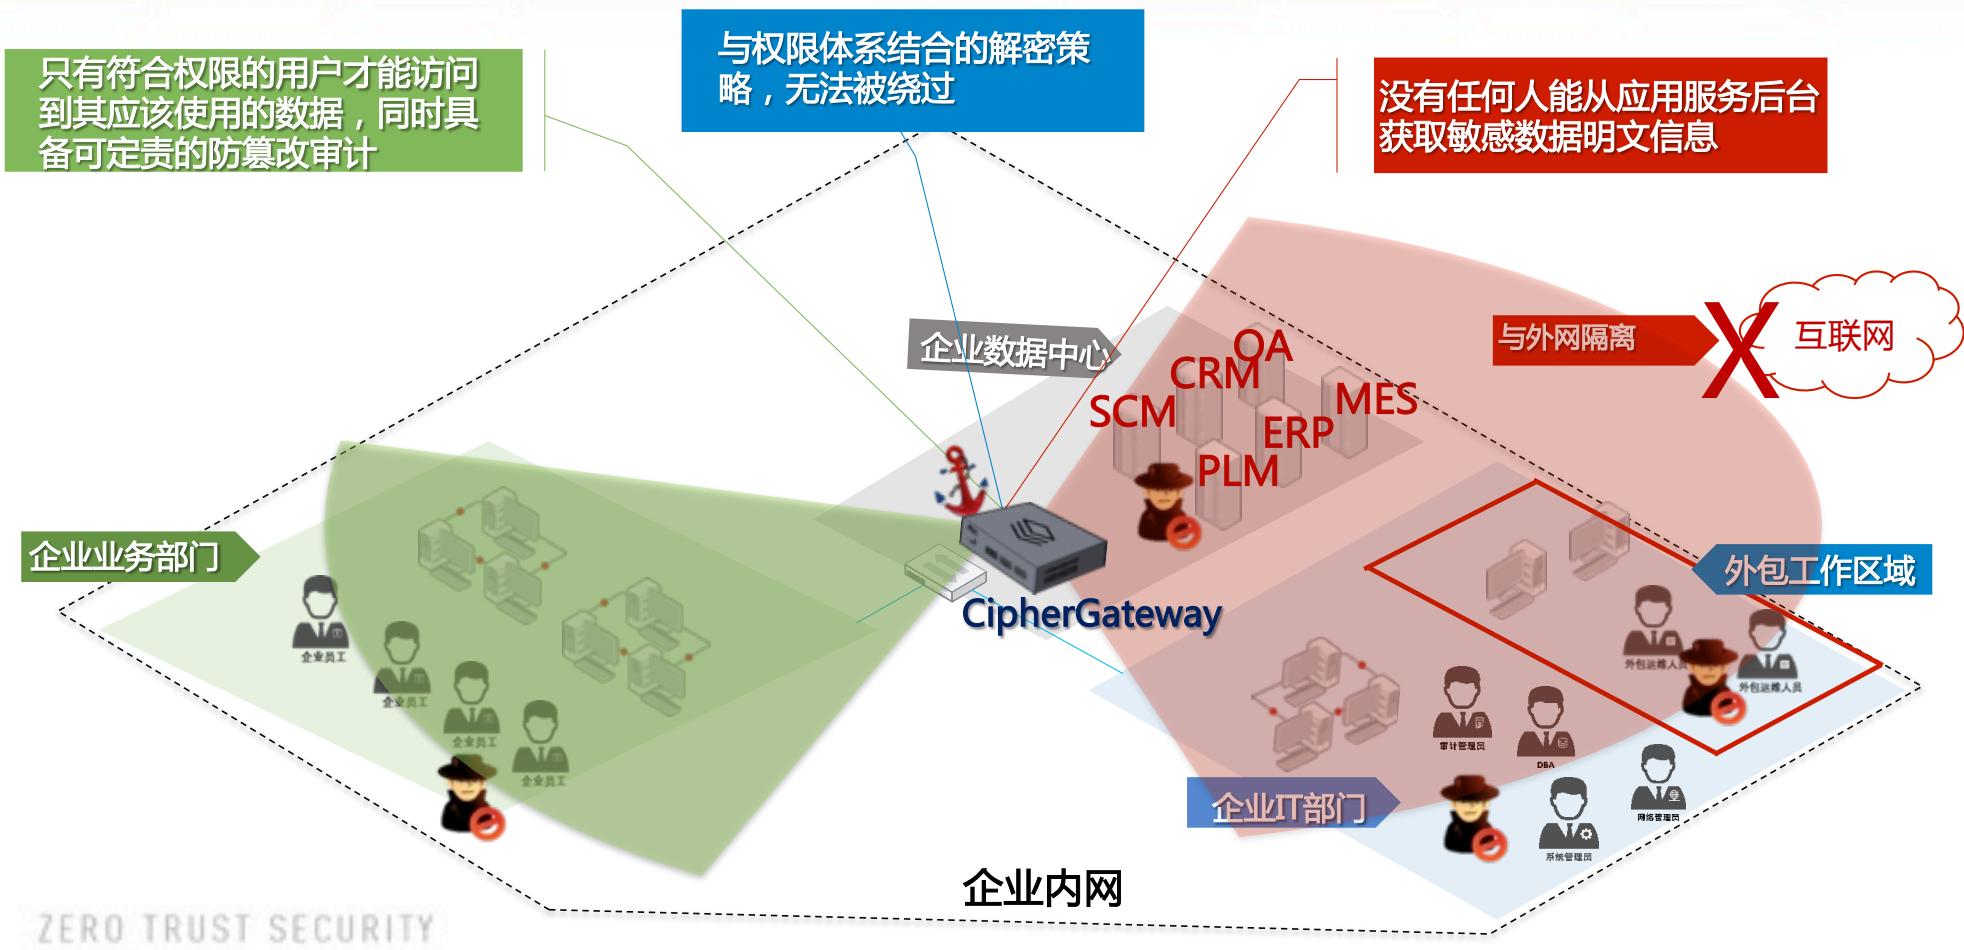 只有符合权限的用户才能访问
到其应该使用的数据，同时具
备可定责的防篡改审计
与权限体系结合的解密策
略，无法被绕过
没有任何人能从应用服务后台
获取敏感数据明文信息
与外网隔离
X
互联网
企业数据中心
OA
CRM
MES
SCM
ERP
PLM
企业业务部门
企业员工
企业员工
企业员工
企业员工
CipherGateway
外包工作区域
外包运维人员
外包运维人员
审计管理员
DBA
网络管理员
系统管理员
企业IT部门
企业内网
ZERO TRUST SECURITY